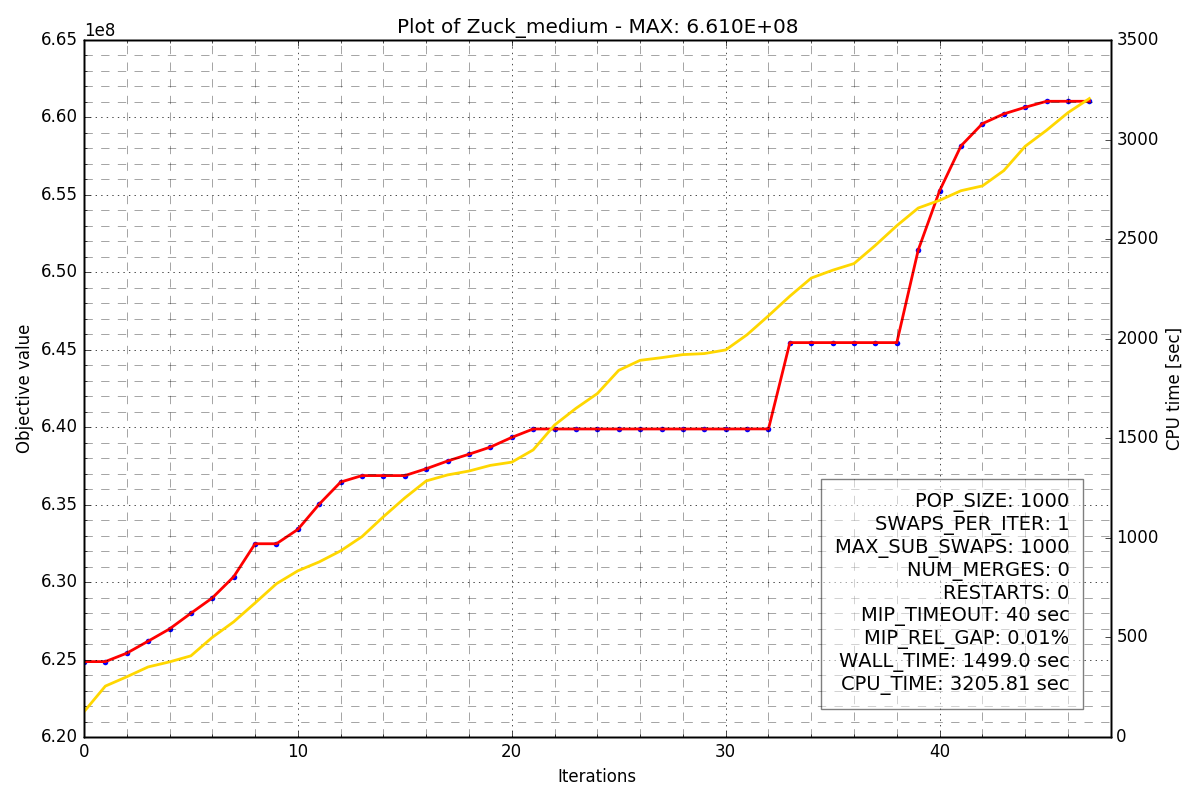 Plot of Zuck_medium - MAX: 6.610E+08
1e8
6.65
6.60
6.55
6.50
6.45
6.40
6.35
6.30
6.25
6.20
Objective value
3500
3000
2500
2000
1500
1000
500
0
CPU time [sec]
POP_SIZE: 1000
SWAPS_PER_ITER: 1
MAX_SUB_SWAPS: 1000
NUM_MERGES: 0
RESTARTS: 0
MIP_TIMEOUT: 40 sec
MIP_REL_GAP: 0.01%
WALL_TIME: 1499.0 sec
CPU_TIME: 3205.81 sec
0 10 20 30 40
Iterations